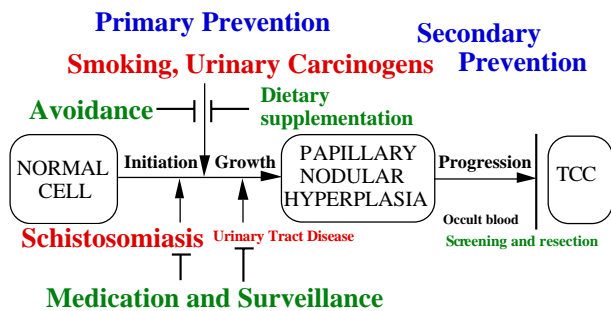 Primary Prevention
Secondary
Prevention
Smoking, Urinary Carcinogens
Avoidance
Dietary
supplementation
NORMAL
CELL
Initiation
Growth
PAPILLARY
NODULAR
HYPERPLASIA
Progression
TCC
Occult blood
Screening and resection
Schistosomiasis
Urinary Tract Disease
Medication and Surveillance